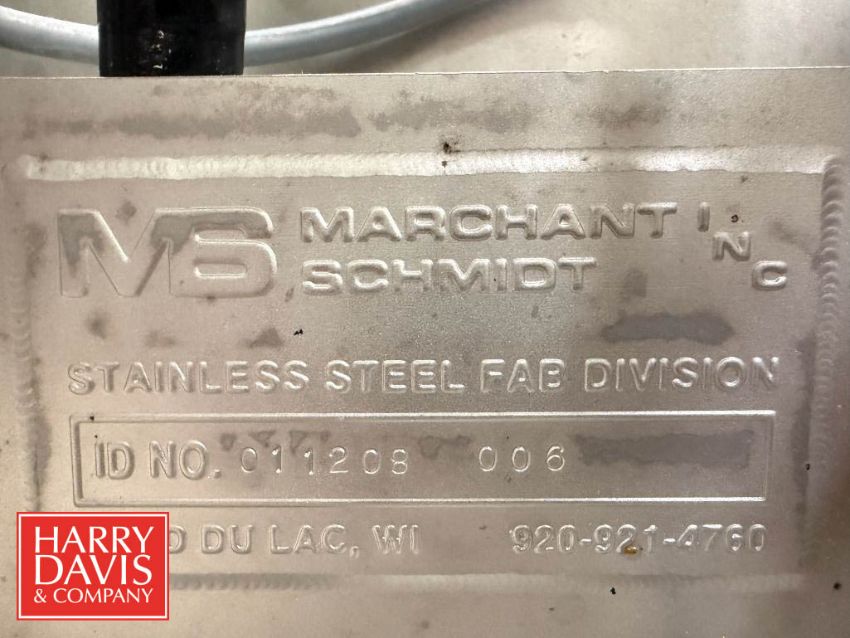 MS MARCHANT INC
SCHMIDT
STAINLESS STEEL FAB DIVISION
ID NO. 011208 006
D DU LAC, WI 920-921-4760
HARRY
DAVIS
& COMPANY